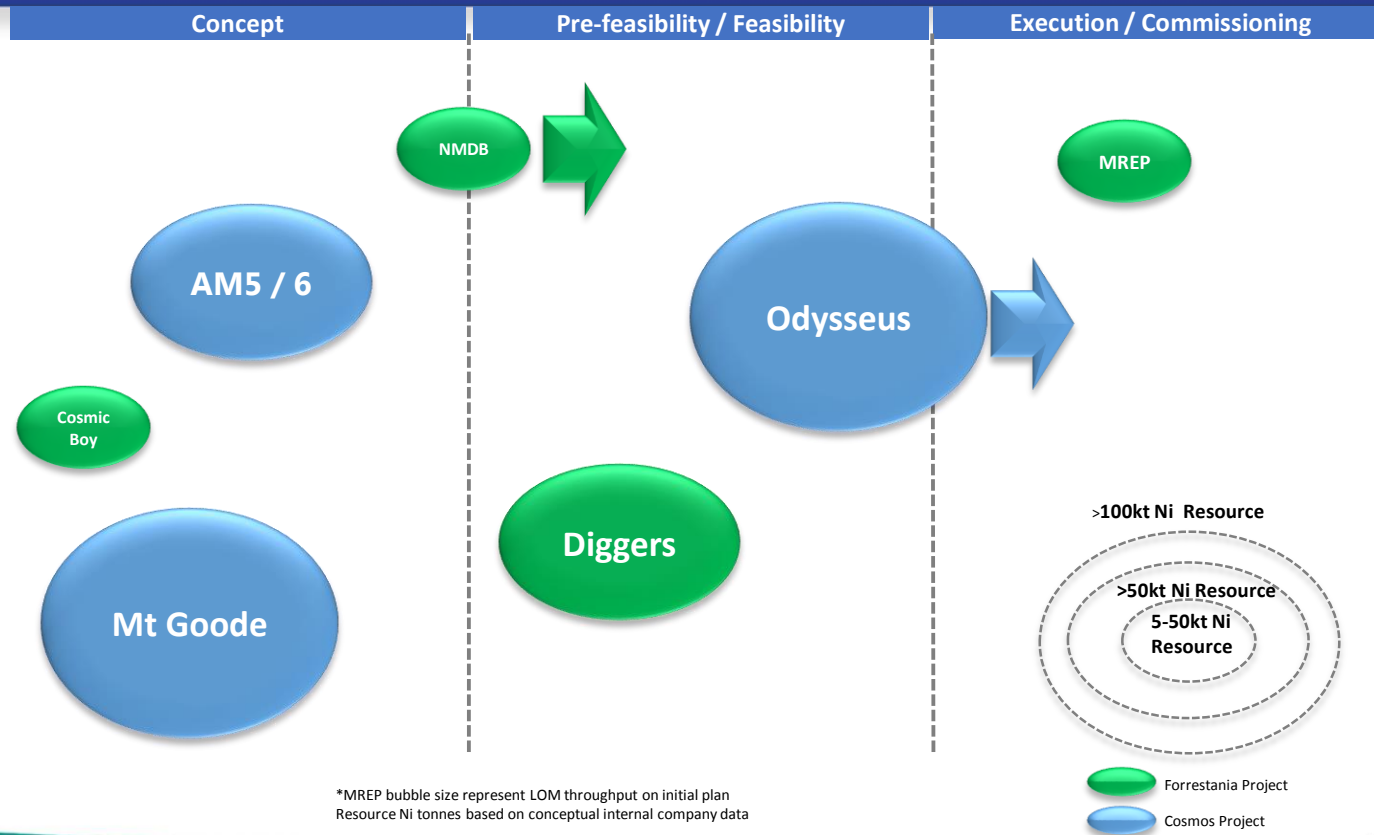 Concept
Pre-feasibility / Feasibility
Execution / Commissioning
NMDB
MREP
AM5 / 6
Odysseus
Cosmic
Boy
Diggers
Mt Goode
>100kt Ni Resource
>50kt Ni Resource
5-50kt Ni
Resource
*MREP bubble size represent LOM throughput on initial plan
Resource Ni tonnes based on conceptual internal company data
Forrestania Project
Cosmos Project